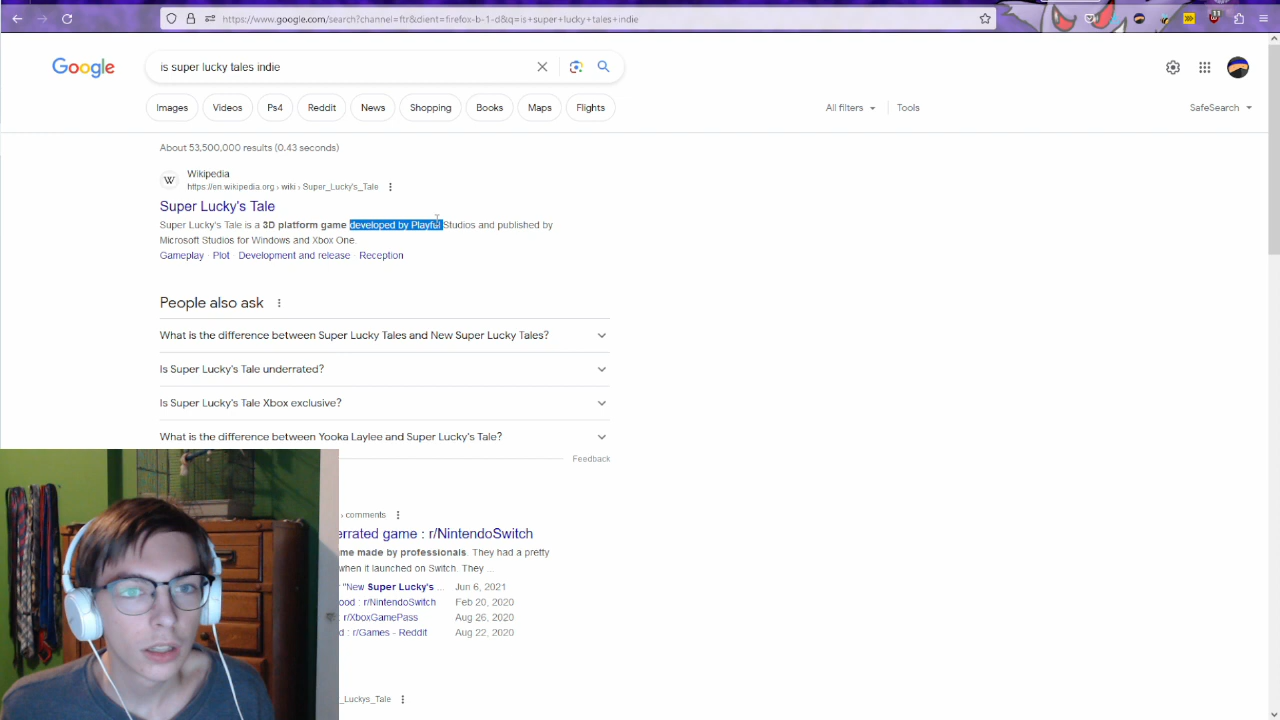 https://www.google.com/search?channel=ftr&client=firefox-b-1-d&q=is+super+lucky+tales+indie
Google
is super lucky tales indie
Images
Videos
Ps4
Reddit
News
Shopping
Books
Maps
Flights
All filters
Tools
SafeSearch
About 53,500,000 results (0.43 seconds)
W
Wikipedia
https://en.wikipedia.org › wiki › Super_Lucky's_Tale
Super Lucky's Tale
Super Lucky's Tale is a 3D platform game developed by Playful Studios and published by
Microsoft Studios for Windows and Xbox One.
Gameplay · Plot · Development and release · Reception
People also ask
What is the difference between Super Lucky Tales and New Super Lucky Tales?
Is Super Lucky's Tale underrated?
Is Super Lucky's Tale Xbox exclusive?
What is the difference between Yooka Laylee and Super Lucky's Tale?
Feedback
› comments
errated game : r/NintendoSwitch
me made by professionals. They had a pretty
when it launched on Switch. They ...
"New Super Lucky's ... Jun 6, 2021
ood : r/NintendoSwitch Feb 20, 2020
r/XboxGamePass Aug 26, 2020
d : r/Games - Reddit Aug 22, 2020
_Luckys_Tale